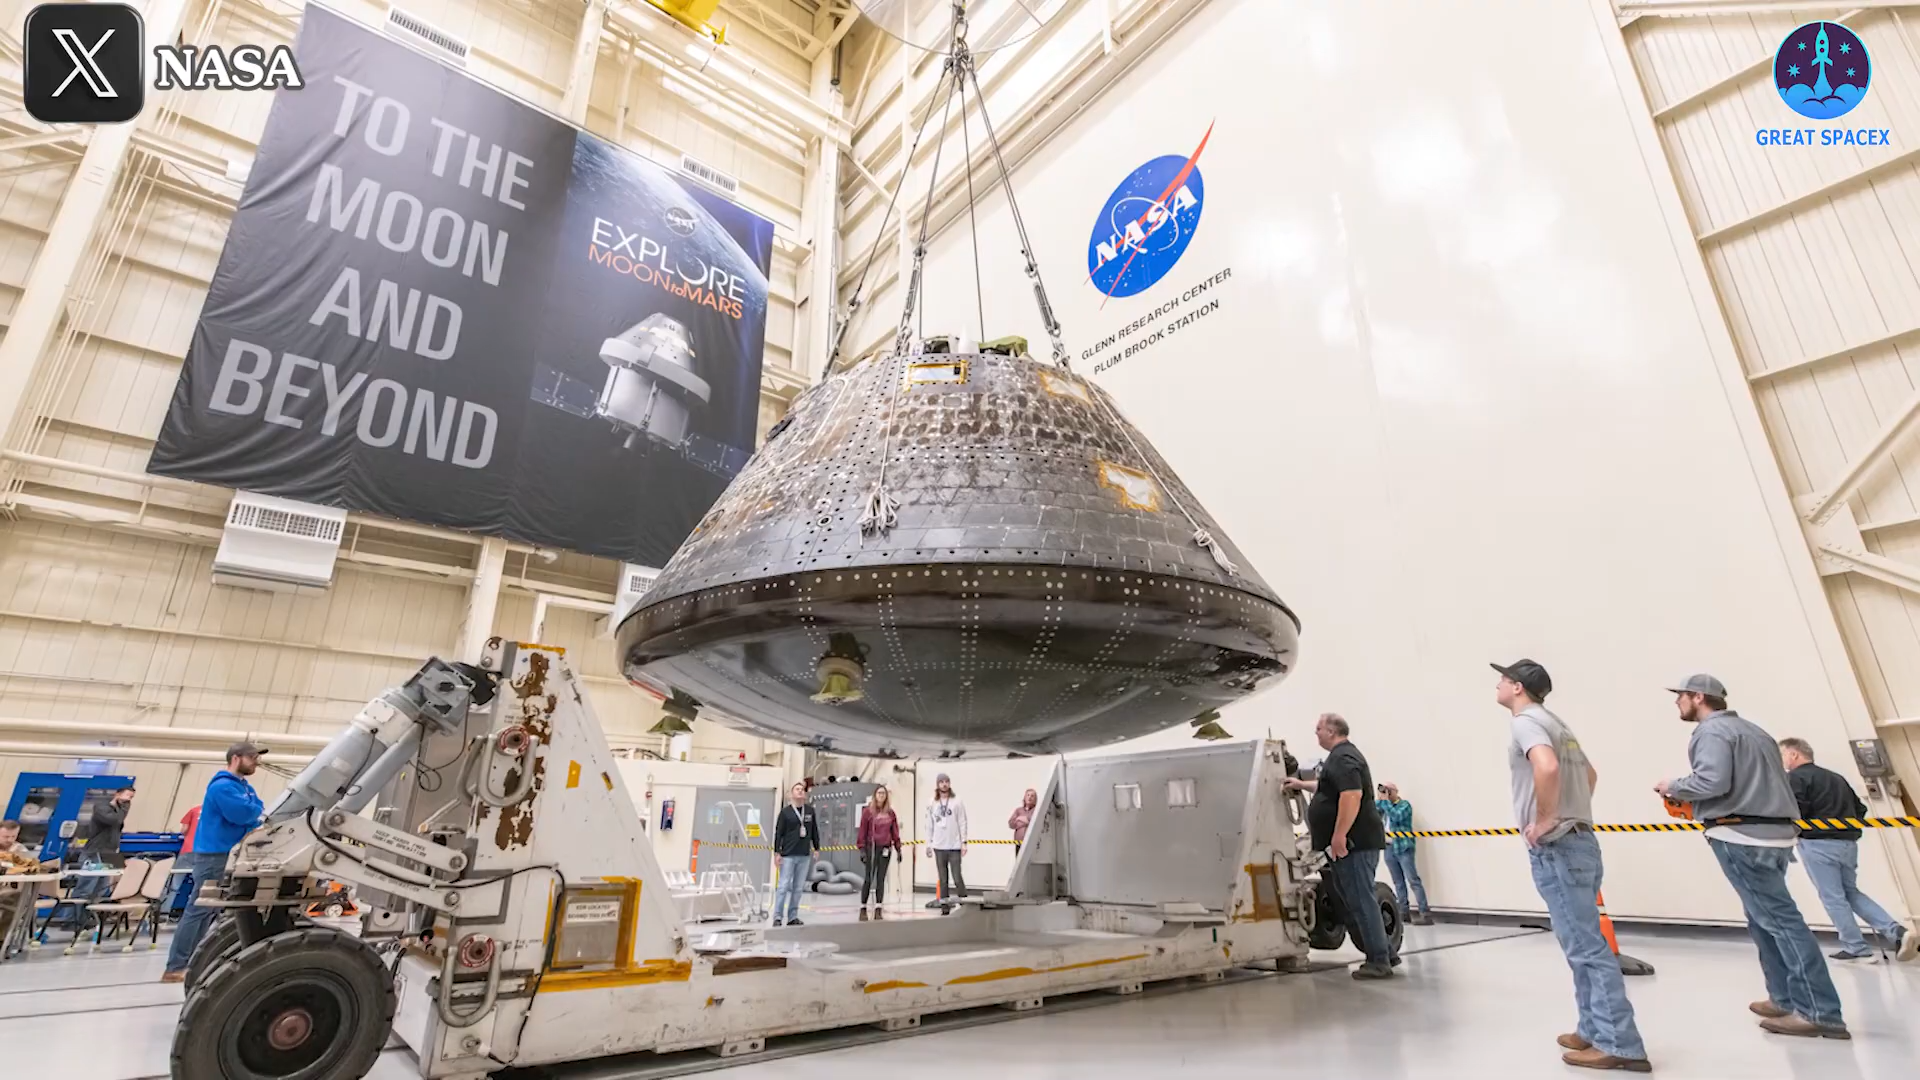 NASA
TO THE
MOON
AND
BEYOND
NASA
EXPLORE
MOON to MARS
NASA
GLENN RESEARCH CENTER
PLUM BROOK STATION
GREAT SPACEX